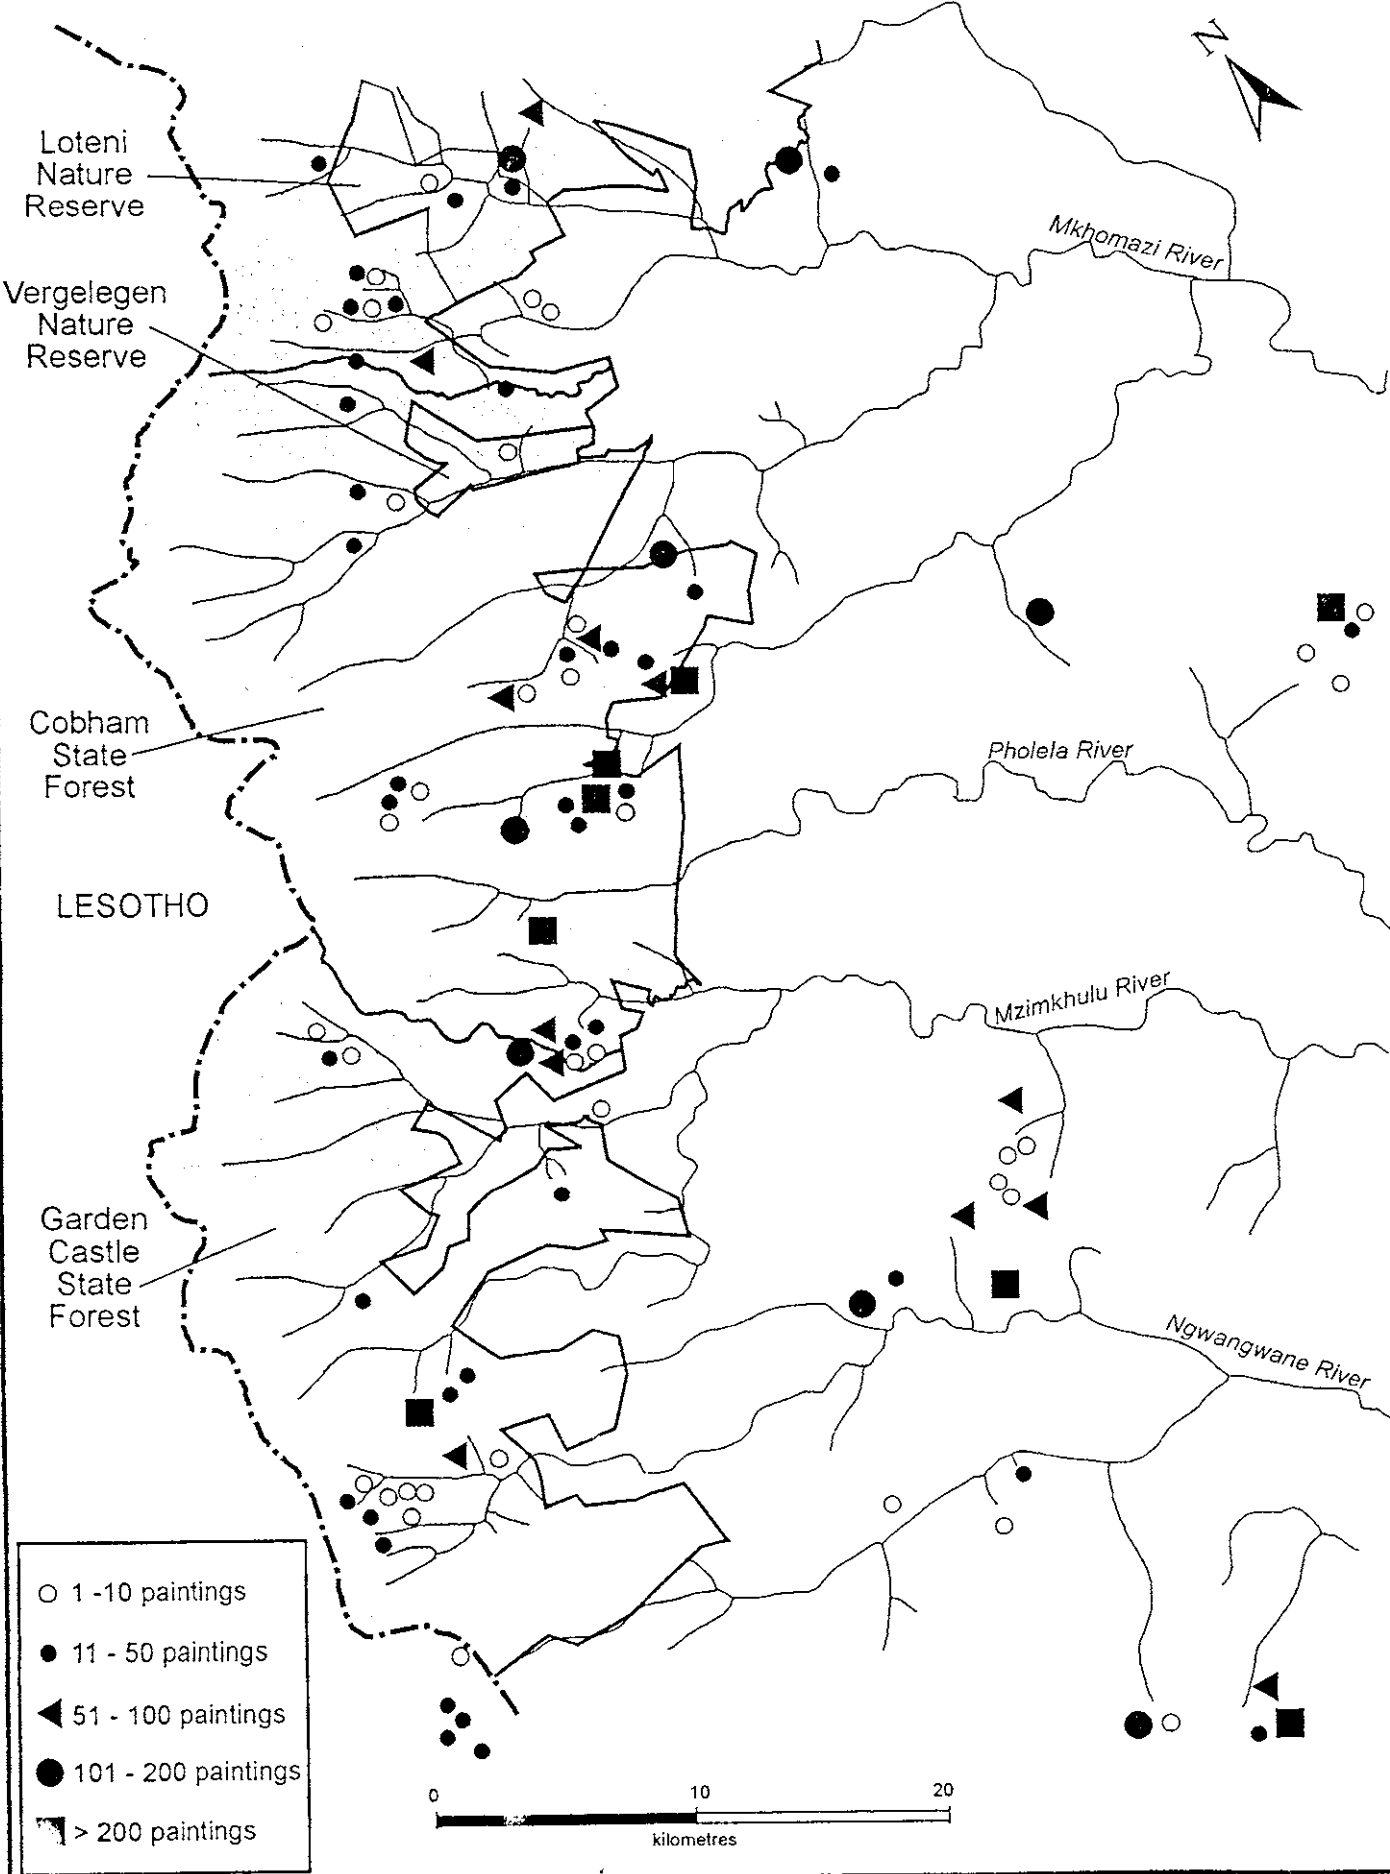 N
Loteni
Nature
Reserve
Mkhomazi River
Vergelegen
Nature
Reserve
Cobham
State
Forest
Pholela River
LESOTHO
Mzimkhulu River
Garden
Castle
State
Forest
Ngwangwane River
1 -10 paintings
11 - 50 paintings
51 - 100 paintings
101 - 200 paintings
> 200 paintings
0 10 20
kilometres